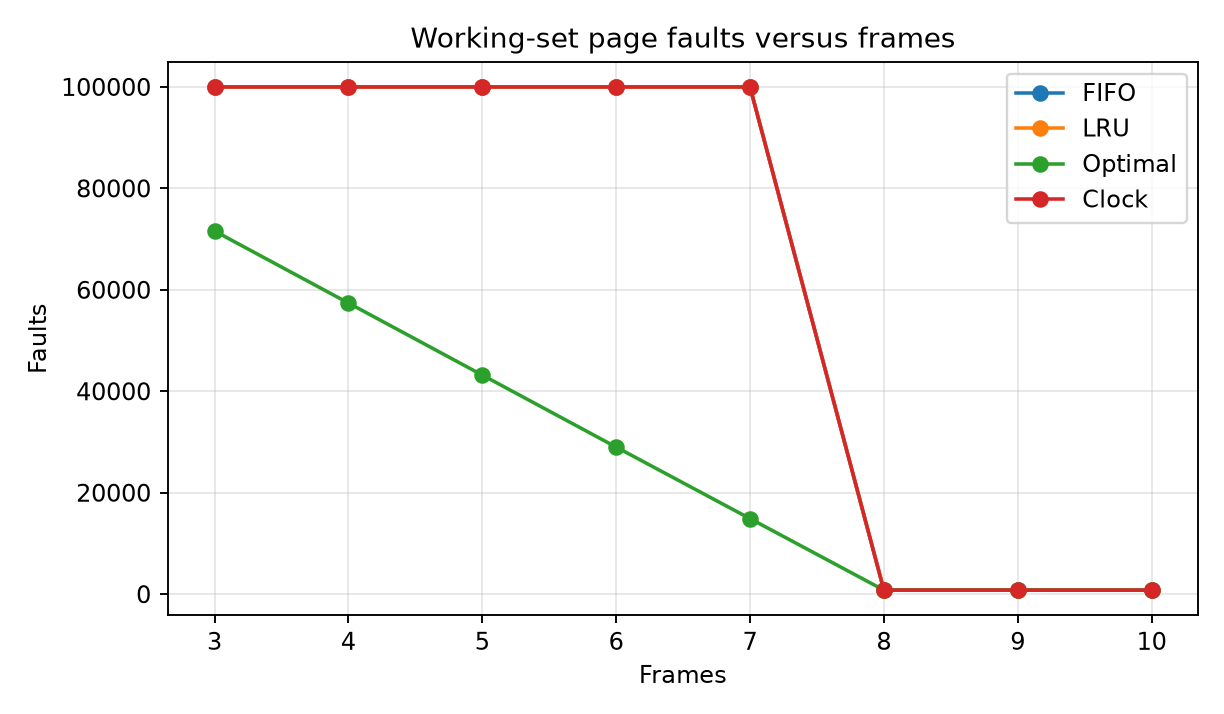 Working-set page faults versus frames
FIFO
LRU
Optimal
Clock
100000
80000
60000
40000
20000
0
Faults
3 4 5 6 7 8 9 10
Frames